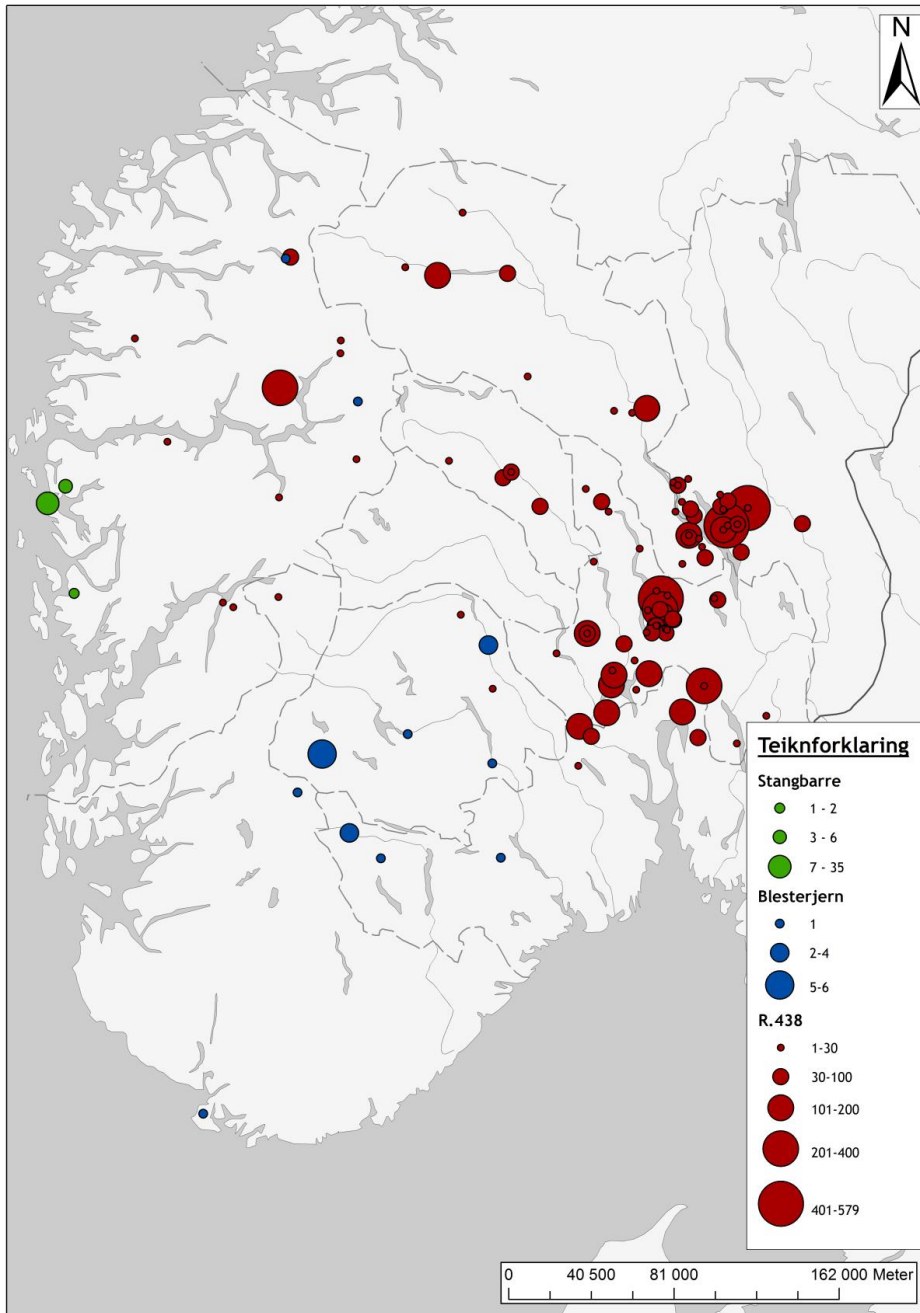 N
Teiknforklaring
Stangbarre
1 - 2
3 - 6
7 - 35
Blesterjern
1
2-4
5-6
R.438
1-30
30-100
101-200
201-400
401-579
0 40 500 81 000 162 000 Meter